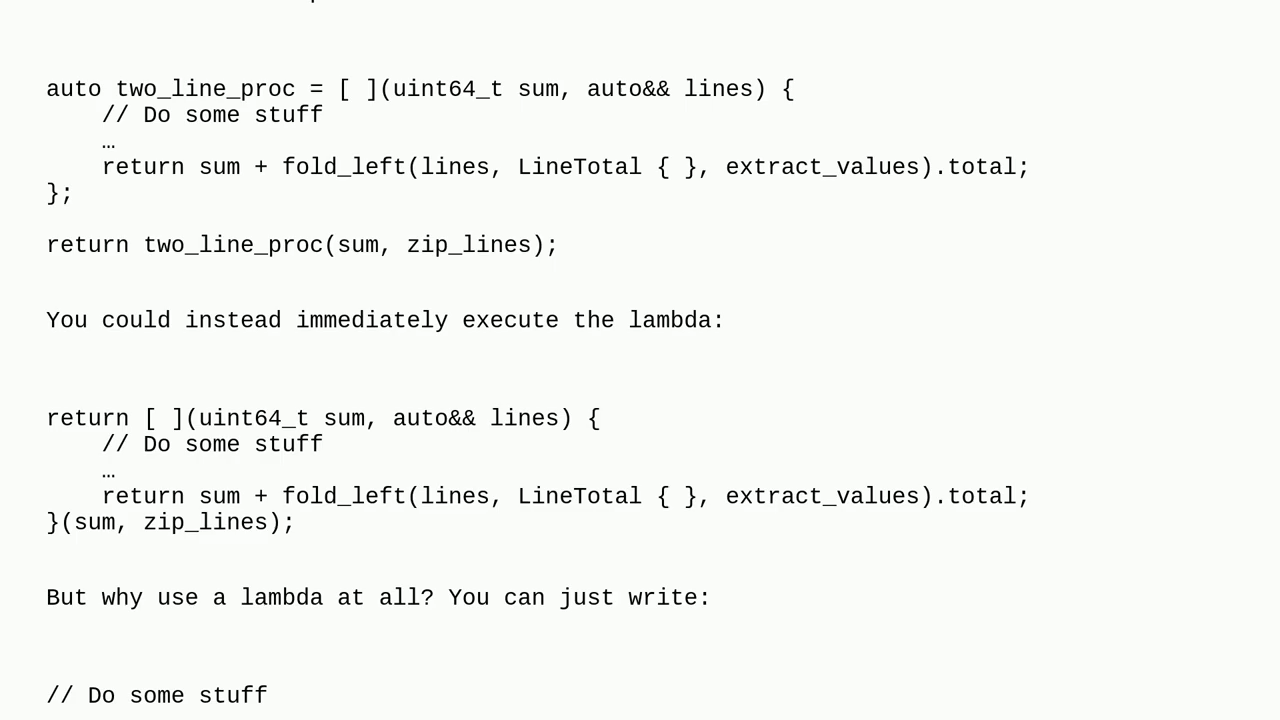 auto two_line_proc = [ ](uint64_t sum, auto&& lines) {
    // Do some stuff
    …
    return sum + fold_left(lines, LineTotal { }, extract_values).total;
};
return two_line_proc(sum, zip_lines);
You could instead immediately execute the lambda:
return [ ](uint64_t sum, auto&& lines) {
    // Do some stuff
    …
    return sum + fold_left(lines, LineTotal { }, extract_values).total;
}(sum, zip_lines);
But why use a lambda at all? You can just write:
// Do some stuff